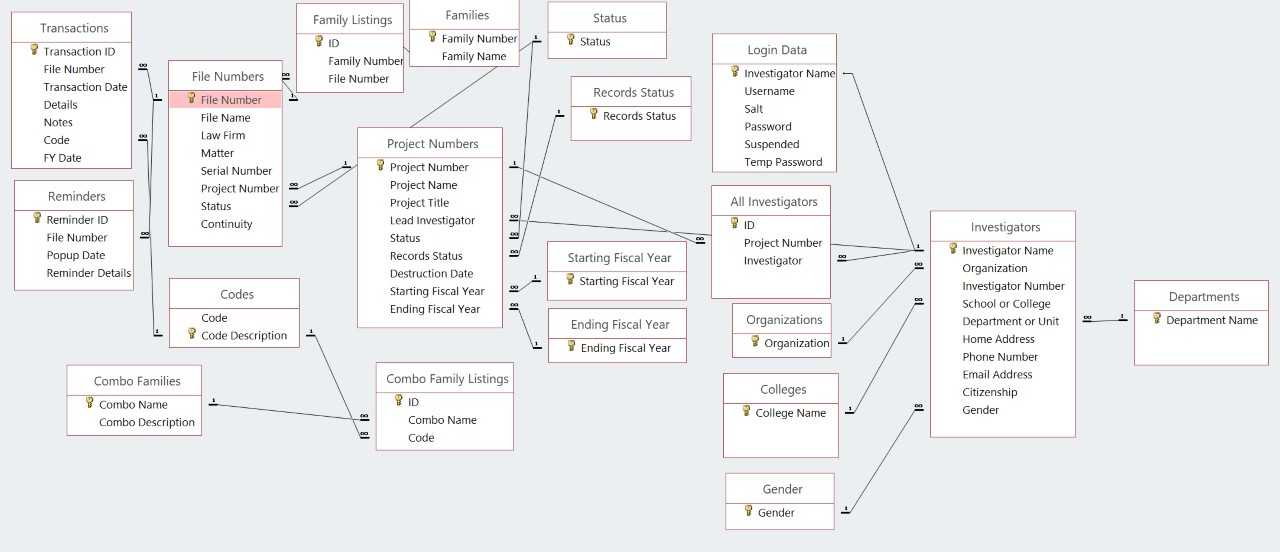 Transactions
Transaction ID
File Number
Transaction Date
Details
Notes
Code
FY Date
Reminders
Reminder ID
File Number
Popup Date
Reminder Details
File Numbers
File Number
File Name
Law Firm
Matter
Serial Number
Project Number
Status
Continuity
Codes
Code
Code Description
Combo Families
Combo Name
Combo Description
Family Listings
ID
Family Number
File Number
Families
Family Number
Family Name
Project Numbers
Project Number
Project Name
Project Title
Lead Investigator
Status
Records Status
Destruction Date
Starting Fiscal Year
Ending Fiscal Year
Combo Family Listings
ID
Combo Name
Code
Status
Status
Records Status
Records Status
Starting Fiscal Year
Starting Fiscal Year
Ending Fiscal Year
Ending Fiscal Year
Login Data
Investigator Name
Username
Salt
Password
Suspended
Temp Password
All Investigators
ID
Project Number
Investigator
Organizations
Organization
Colleges
College Name
Gender
Gender
Investigators
Investigator Name
Organization
Investigator Number
School or College
Department or Unit
Home Address
Phone Number
Email Address
Citizenship
Gender
Departments
Department Name